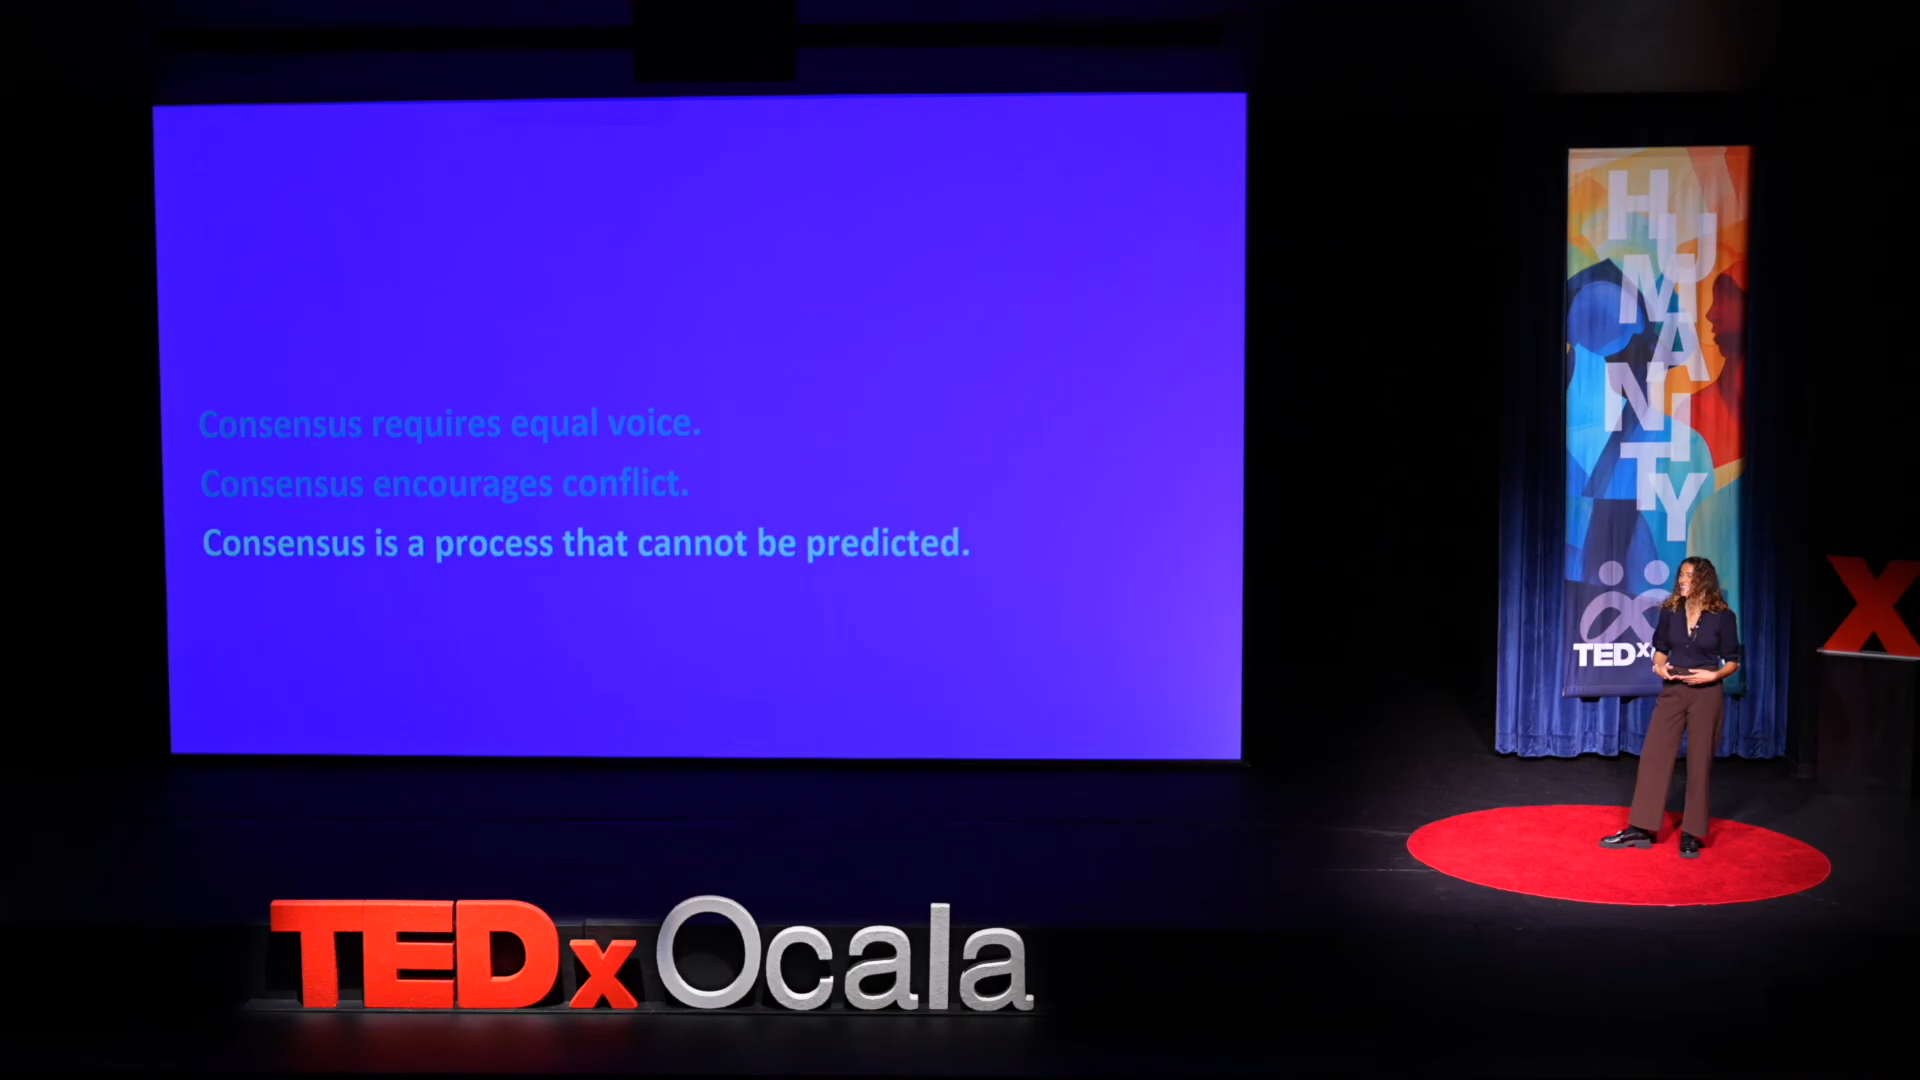 Consensus requires equal voice.
Consensus encourages conflict.
Consensus is a process that cannot be predicted.
HUMANITY
TEDx
X
TEDxOcala